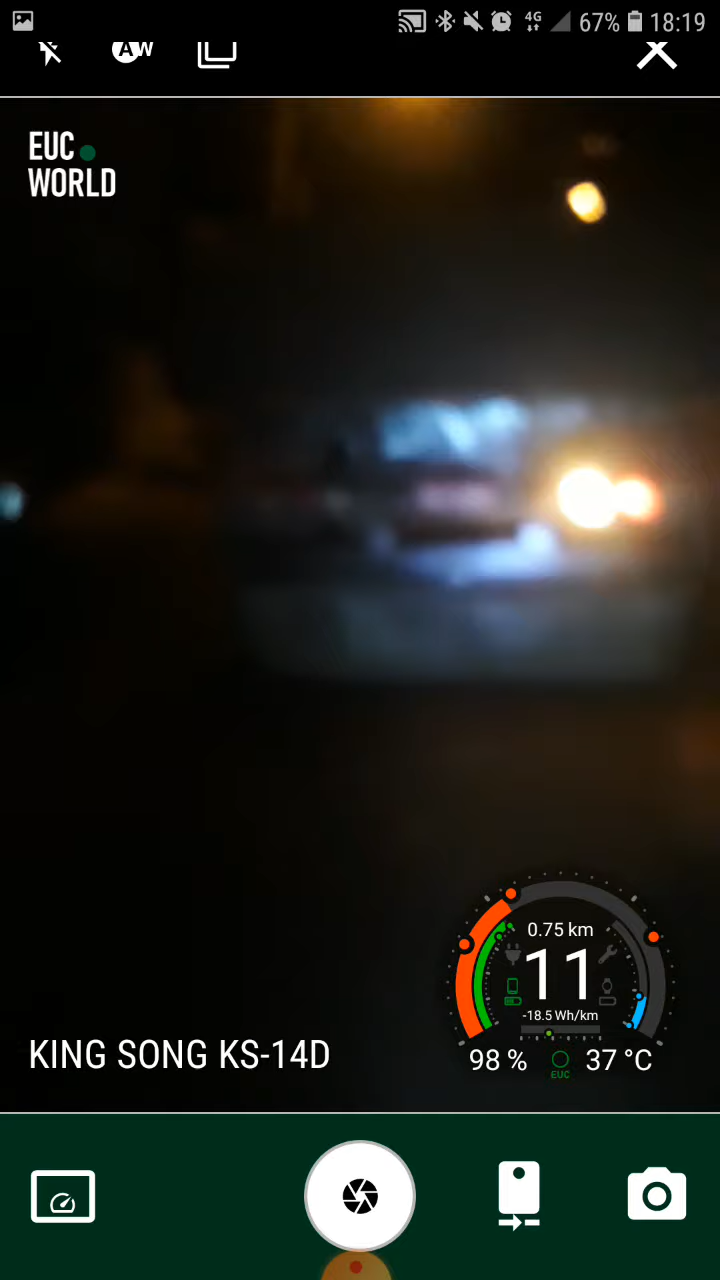 4G 67% 18:19
AW
EUC
WORLD
0.75 km
11
-18.5 Wh/km
98 % EUC 37 °C
KING SONG KS-14D